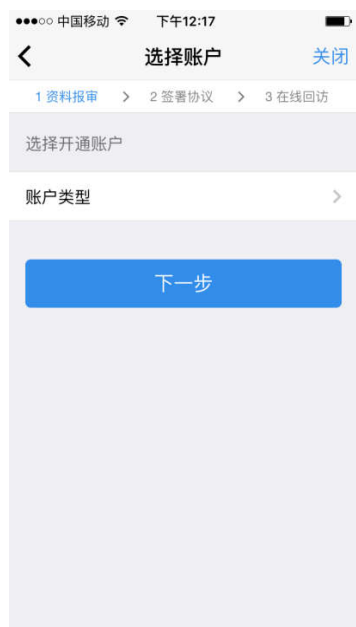 中国移动 下午12:17
选择账户 关闭
1 资料报审 > 2 签署协议 > 3 在线回访
选择开通账户
账户类型
下一步